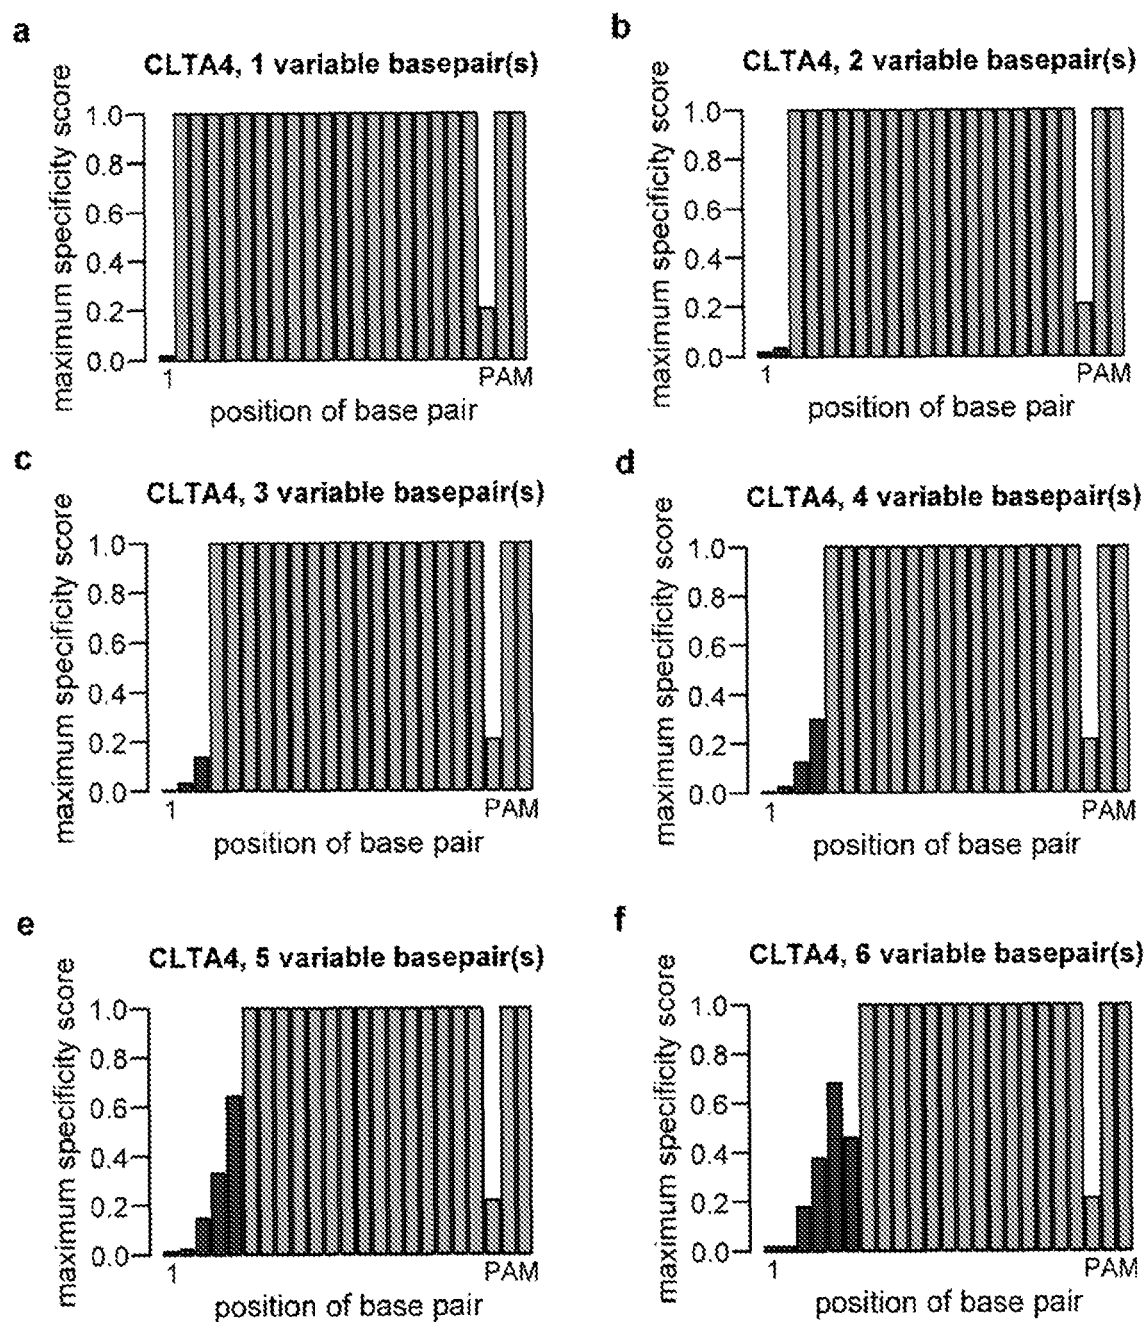 a
CLTA4, 1 variable basepair(s)
maximum specificity score
1.0
0.8
0.6
0.4
0.2
0.0
1
PAM
position of base pair
b
CLTA4, 2 variable basepair(s)
maximum specificity score
1.0
0.8
0.6
0.4
0.2
0.0
1
PAM
position of base pair
c
CLTA4, 3 variable basepair(s)
maximum specificity score
1.0
0.8
0.6
0.4
0.2
0.0
1
PAM
position of base pair
d
CLTA4, 4 variable basepair(s)
maximum specificity score
1.0
0.8
0.6
0.4
0.2
0.0
1
PAM
position of base pair
e
CLTA4, 5 variable basepair(s)
maximum specificity score
1.0
0.8
0.6
0.4
0.2
0.0
1
PAM
position of base pair
f
CLTA4, 6 variable basepair(s)
maximum specificity score
1.0
0.8
0.6
0.4
0.2
0.0
1
PAM
position of base pair